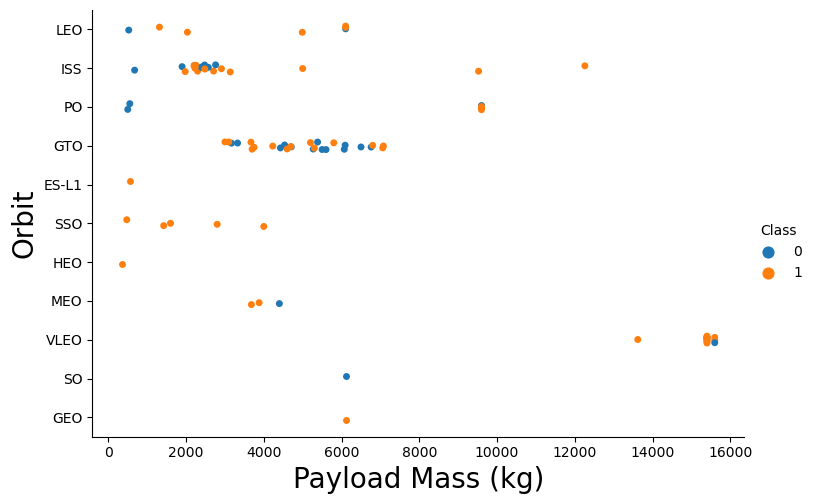 LEO
ISS
PO
GTO
ES-L1
SSO
HEO
MEO
VLEO
SO
GEO
Orbit
0 2000 4000 6000 8000 10000 12000 14000 16000
Payload Mass (kg)
Class
0
1